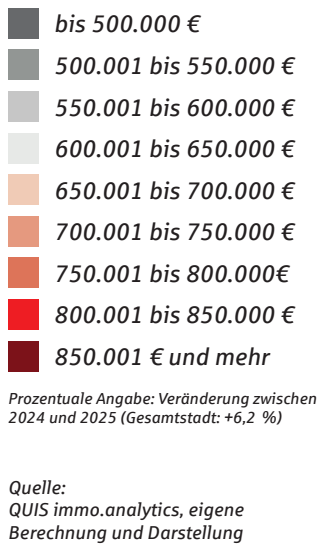 bis 500.000 €
500.001 bis 550.000 €
550.001 bis 600.000 €
600.001 bis 650.000 €
650.001 bis 700.000 €
700.001 bis 750.000 €
750.001 bis 800.000€
800.001 bis 850.000 €
850.001 € und mehr
Prozentuale Angabe: Veränderung zwischen
2024 und 2025 (Gesamtstadt: +6,2 %)
Quelle:
QUIS immo.analytics, eigene
Berechnung und Darstellung